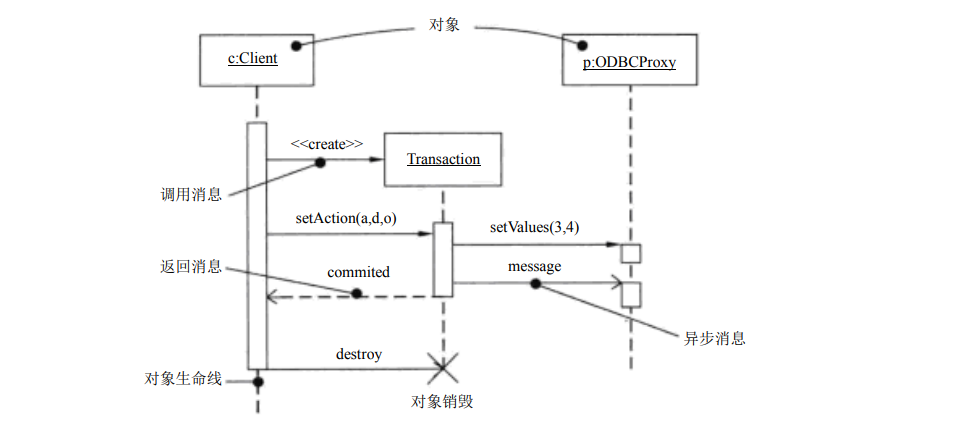 对象
c:Client
p:ODBCProxy
<<create>>
Transaction
调用消息
setAction(a,d,o)
setValues(3,4)
返回消息
commited
message
异步消息
destroy
对象生命线
对象销毁